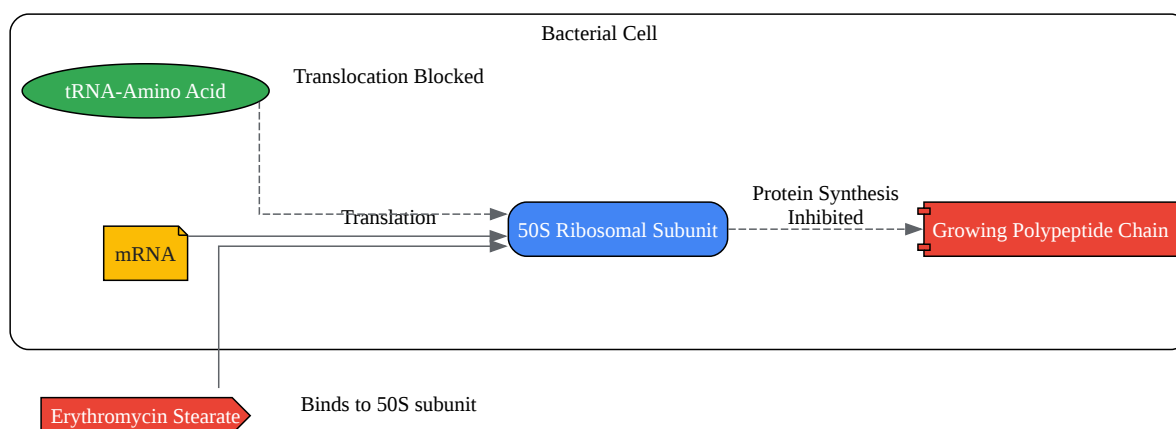 Bacterial Cell
tRNA-Amino Acid
Translocation Blocked
Translation
mRNA
50S Ribosomal Subunit
Protein Synthesis
Inhibited
Growing Polypeptide Chain
Erythromycin Stearate
Binds to 50S subunit